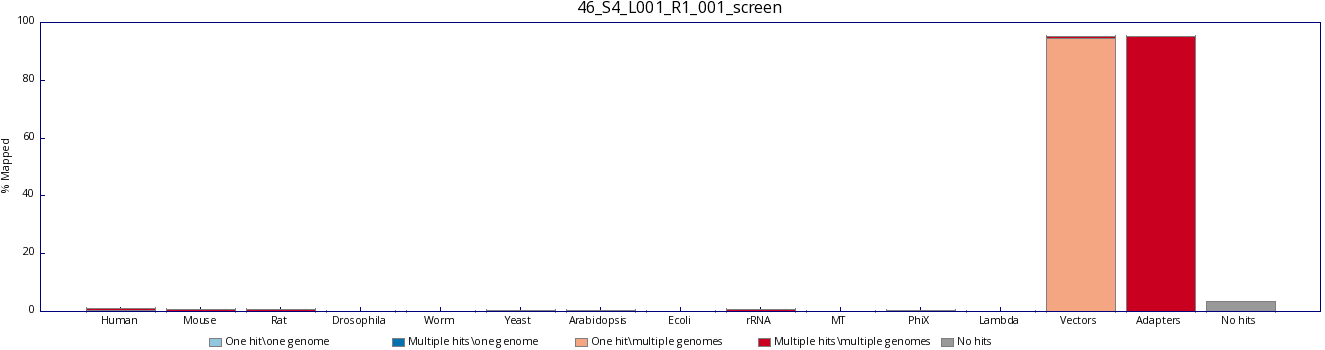 46_S4_L001_R1_001_screen
100
80
60
40
20
0
% Mapped
Human Mouse Rat Drosophila Worm Yeast Arabidopsis Ecoli rRNA MT PhiX Lambda Vectors Adapters No hits
One hit\one genome Multiple hits\one genome One hit\multiple genomes Multiple hits\multiple genomes No hits